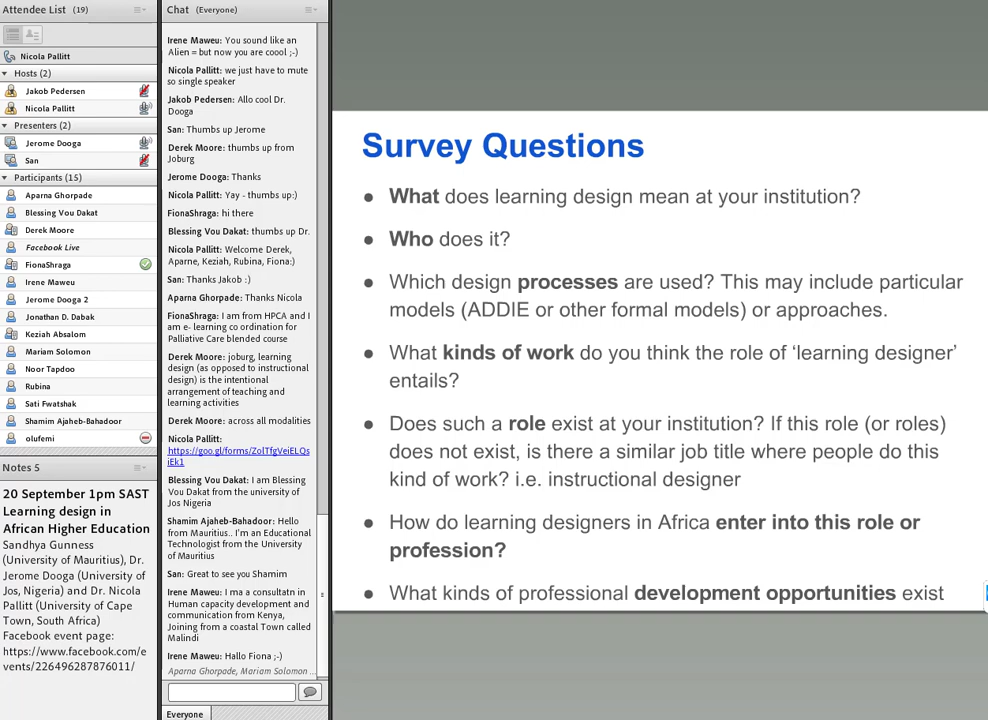 Attendee List (19)
Nicola Pallitt
Hosts (2)
Jakob Pedersen
Nicola Pallitt
Presenters (2)
Jerome Dooga
San
Participants (15)
Aparna Ghorpade
Blessing Vou Dakat
Derek Moore
Facebook Live
FionaShraga
Irene Maweu
Jerome Dooga 2
Jonathan D. Dabak
Keziah Absalom
Mariam Solomon
Noor Tapdoo
Rubina
Sati Fwatshak
Shamim Ajaheb-Bahadoor
olufemi
Notes 5
20 September 1pm SAST
Learning design in
African Higher Education
Sandhya Gunness
(University of Mauritius), Dr.
Jerome Dooga (University of
Jos, Nigeria) and Dr. Nicola
Pallitt (University of Cape
Town, South Africa)
Facebook event page:
https://www.facebook.com/e
vents/226496287876011/
Chat (Everyone)
Irene Maweu: You sound like an
Alien = but now you are coool ;-)
Nicola Pallitt: we just have to mute
so single speaker
Jakob Pedersen: Allo cool Dr.
Dooga
San: Thumbs up Jerome
Derek Moore: thumbs up from
Joburg
Jerome Dooga: Thanks
Nicola Pallitt: Yay - thumbs up:)
FionaShraga: hi there
Blessing Vou Dakat: thumbs up Dr.
Nicola Pallitt: Welcome Derek,
Aparne, Keziah, Rubina, Fiona:)
San: Thanks Jakob :)
Aparna Ghorpade: Thanks Nicola
FionaShraga: I am from HPCA and I
am e- learning co ordination for
Palliative Care blended course
Derek Moore: joburg, learning
design (as opposed to instructional
design) is the intentional
arrangement of teaching and
learning activities
Derek Moore: across all modalities
Nicola Pallitt:
https://goo.gl/forms/ZolTfgVeiELQs
iEk1
Blessing Vou Dakat: I am Blessing
Vou Dakat from the university of
Jos Nigeria
Shamim Ajaheb-Bahadoor: Hello
from Mauritius.. I'm an Educational
Technologist from the University
of Mauritius
San: Great to see you Shamim
Irene Maweu: I ma a consultatn in
Human capacity development and
communication from Kenya,
Joining from a coastal Town called
Malindi
Irene Maweu: Hallo Fiona ;-)
Aparna Ghorpade, Mariam Solomon ...
Everyone
Survey Questions
● What does learning design mean at your institution?
● Who does it?
● Which design processes are used? This may include particular
models (ADDIE or other formal models) or approaches.
● What kinds of work do you think the role of ‘learning designer’
entails?
● Does such a role exist at your institution? If this role (or roles)
does not exist, is there a similar job title where people do this
kind of work? i.e. instructional designer
● How do learning designers in Africa enter into this role or
profession?
● What kinds of professional development opportunities exist